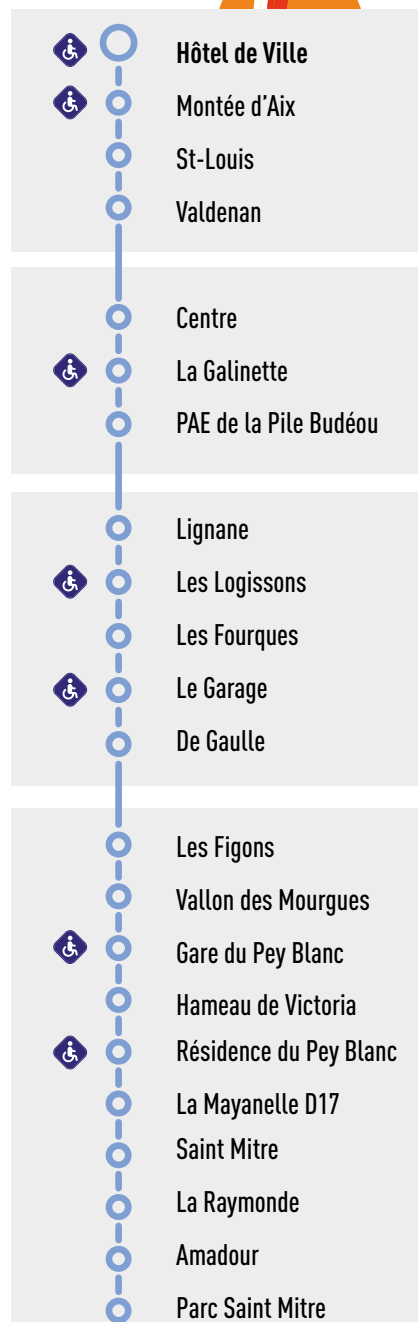 Hôtel de Ville
Montée d'Aix
St-Louis
Valdenan
Centre
La Galinette
PAE de la Pile Budéou
Lignane
Les Logissons
Les Fourques
Le Garage
De Gaulle
Les Figons
Vallon des Mourgues
Gare du Pey Blanc
Hameau de Victoria
Résidence du Pey Blanc
La Mayanelle D17
Saint Mitre
La Raymonde
Amadour
Parc Saint Mitre